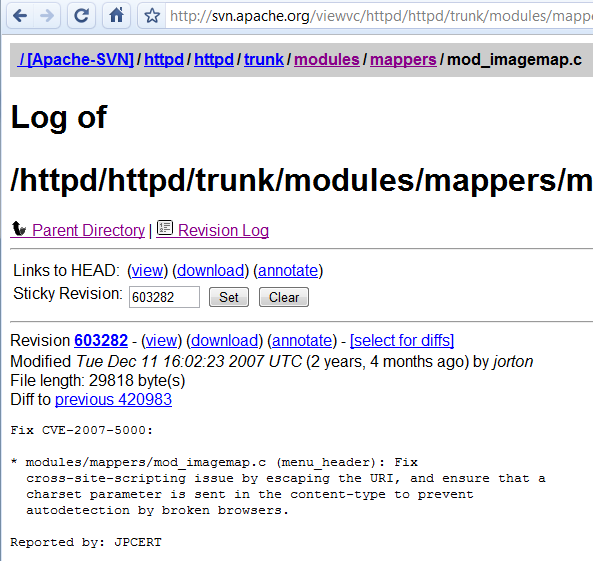 http://svn.apache.org/viewvc/httpd/httpd/trunk/modules/mappe
/ [Apache-SVN] / httpd / httpd / trunk / modules / mappers / mod_imagemap.c
Log of
/httpd/httpd/trunk/modules/mappers/m
Parent Directory | Revision Log
Links to HEAD: (view) (download) (annotate)
Sticky Revision: 603282 Set Clear
Revision 603282 - (view) (download) (annotate) - [select for diffs]
Modified Tue Dec 11 16:02:23 2007 UTC (2 years, 4 months ago) by jorton
File length: 29818 byte(s)
Diff to previous 420983
Fix CVE-2007-5000:
* modules/mappers/mod_imagemap.c (menu_header): Fix
cross-site-scripting issue by escaping the URI, and ensure that a
charset parameter is sent in the content-type to prevent
autodetection by broken browsers.
Reported by: JPCERT